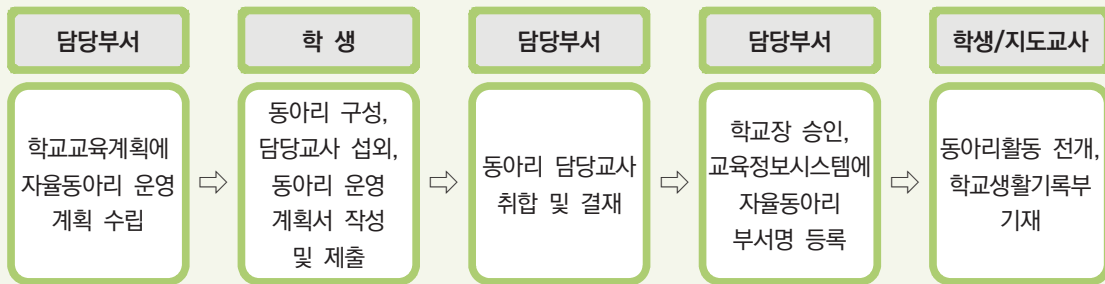 담당부서
학 생
담당부서
담당부서
학생/지도교사
학교교육계획에
자율동아리 운영
계획 수립
동아리 구성,
담당교사 섭외,
동아리 운영
계획서 작성
및 제출
동아리 담당교사
취합 및 결재
학교장 승인,
교육정보시스템에
자율동아리
부서명 등록
동아리활동 전개,
학교생활기록부
기재